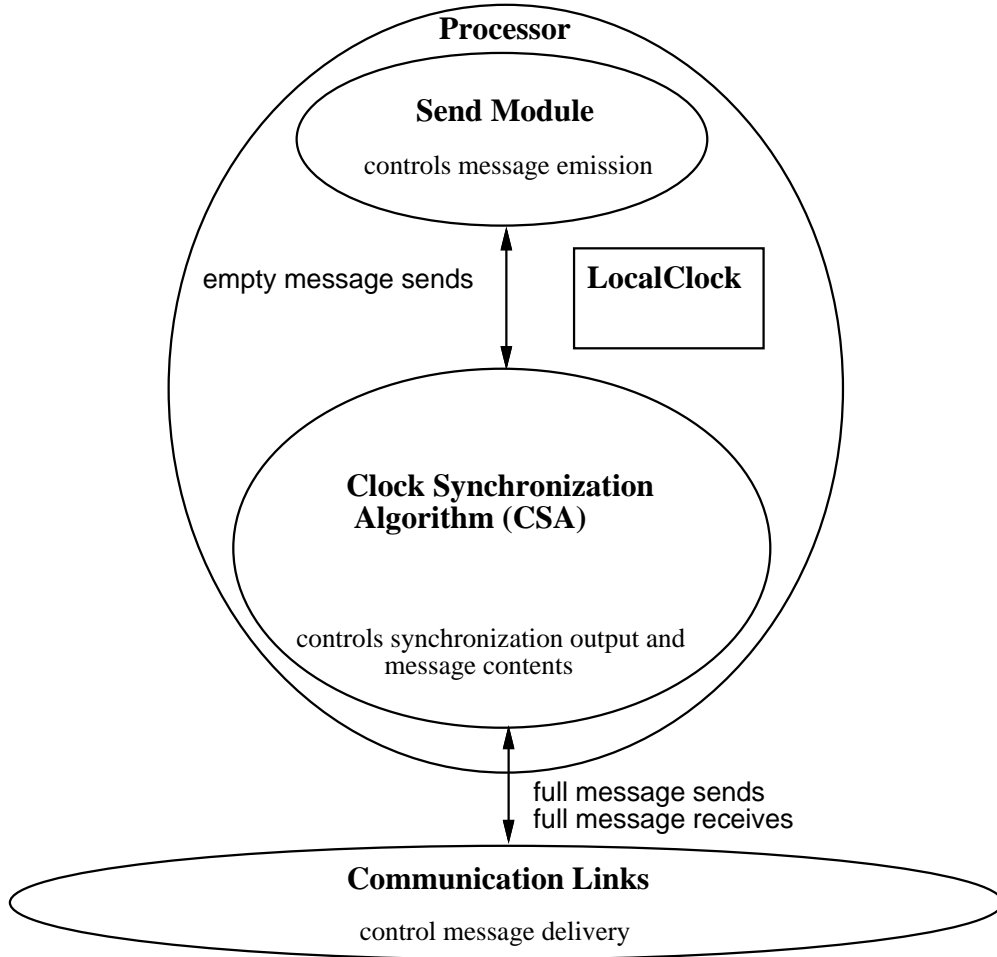 Processor
Send Module
controls message emission
empty message sends
LocalClock
Clock Synchronization
Algorithm (CSA)
controls synchronization output and
message contents
full message sends
full message receives
Communication Links
control message delivery